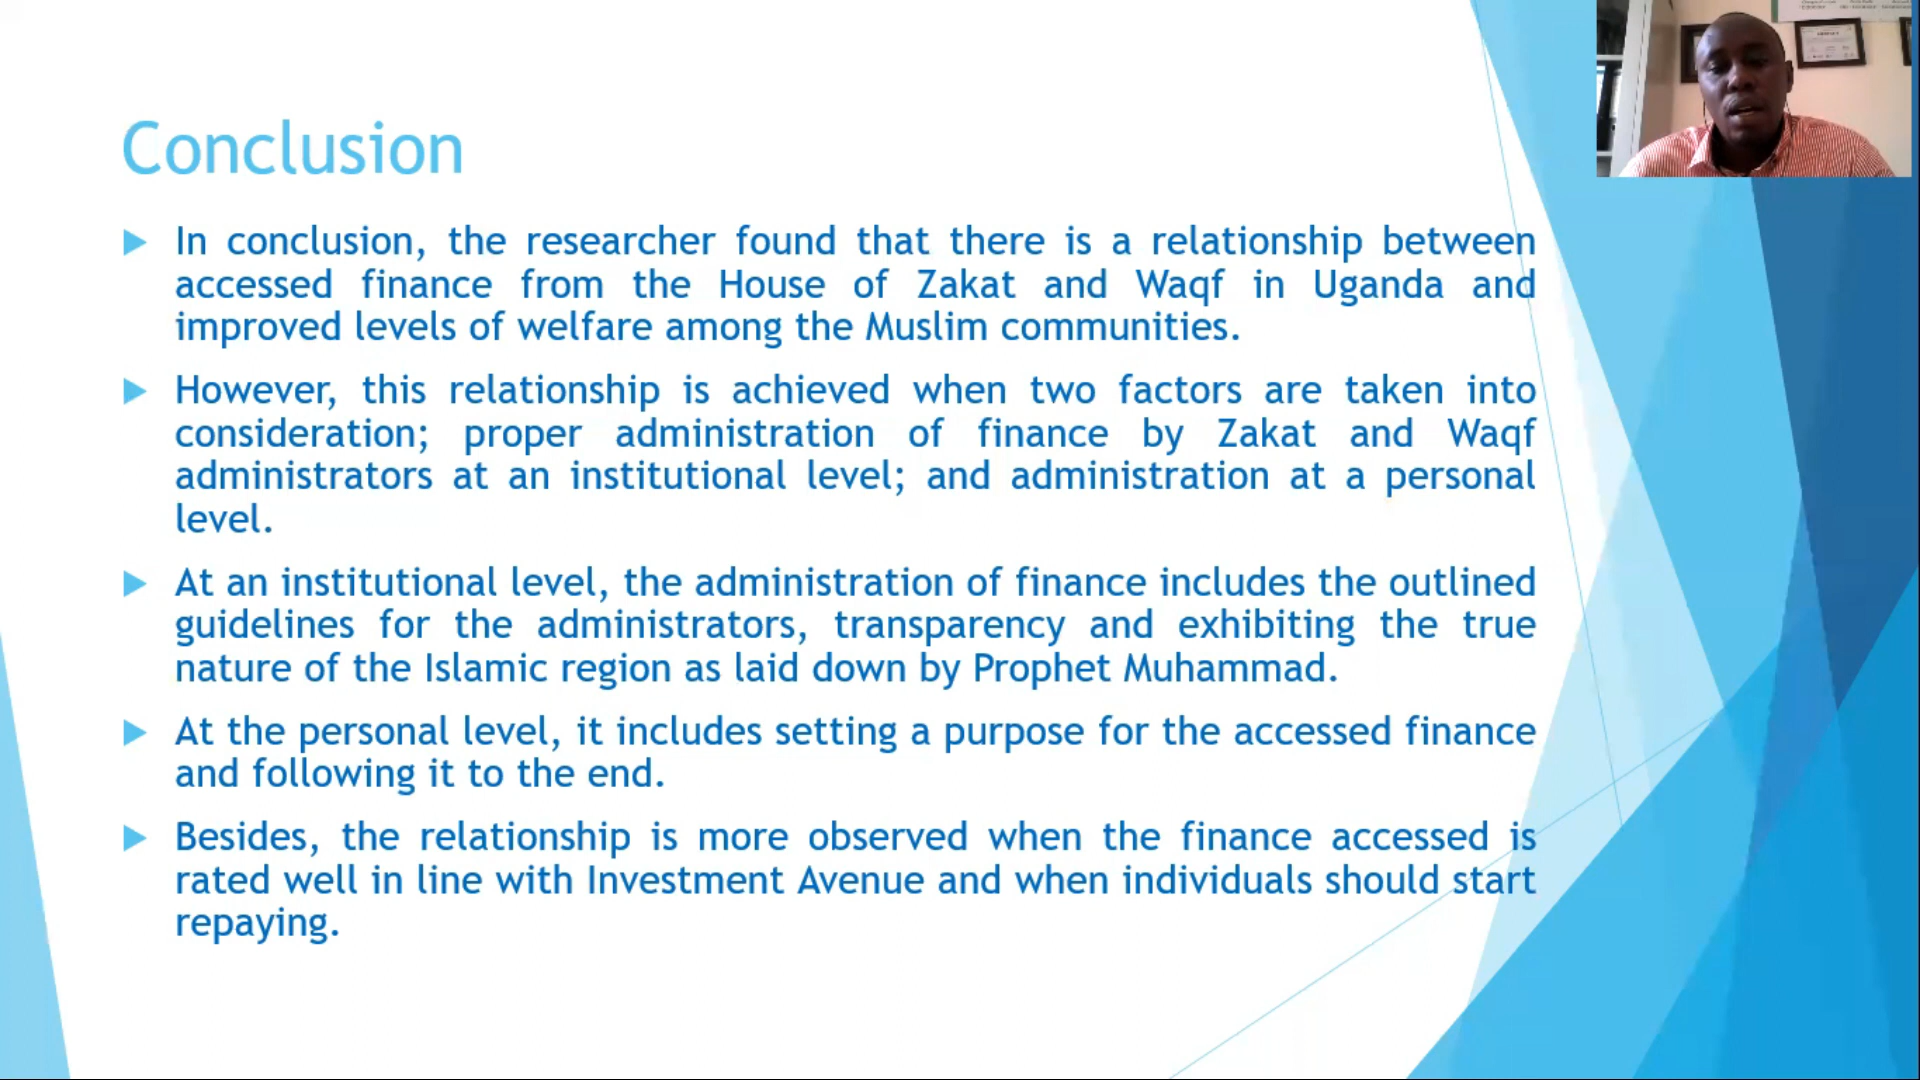 Conclusion
In conclusion, the researcher found that there is a relationship between
accessed finance from the House of Zakat and Waqf in Uganda and
improved levels of welfare among the Muslim communities.
However, this relationship is achieved when two factors are taken into
consideration; proper administration of finance by Zakat and Waqf
administrators at an institutional level; and administration at a personal
level.
At an institutional level, the administration of finance includes the outlined
guidelines for the administrators, transparency and exhibiting the true
nature of the Islamic region as laid down by Prophet Muhammad.
At the personal level, it includes setting a purpose for the accessed finance
and following it to the end.
Besides, the relationship is more observed when the finance accessed is
rated well in line with Investment Avenue and when individuals should start
repaying.